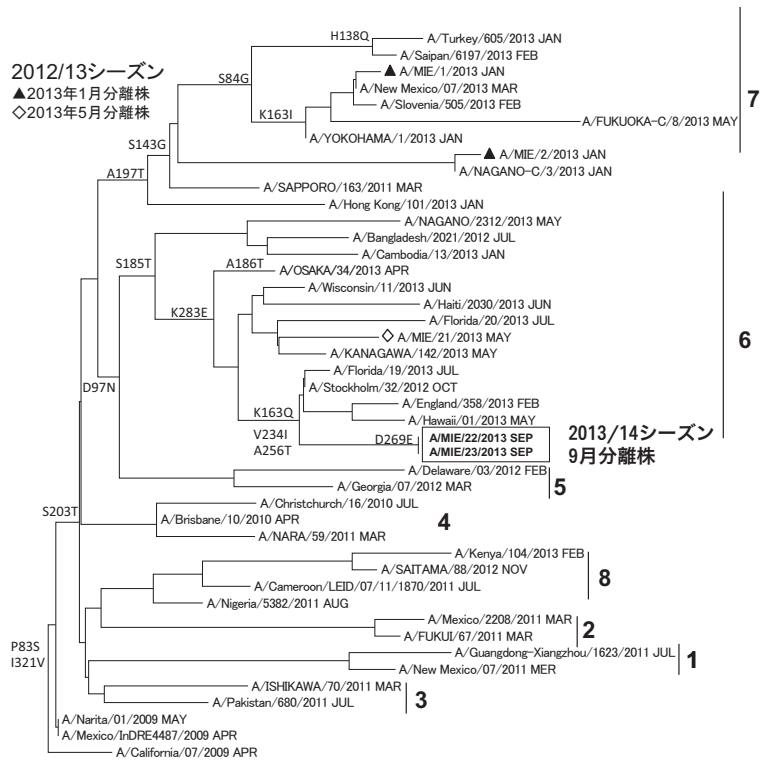 H138Q
A/Turkey/605/2013 JAN
A/Saipan/6197/2013 FEB
2012/13シーズン
▲2013年1月分離株
◇2013年5月分離株
S84G
▲ A/MIE/1/2013 JAN
A/New Mexico/07/2013 MAR
A/Slovenia/505/2013 FEB
7
K163I
A/FUKUOKA-C/8/2013 MAY
A/YOKOHAMA/1/2013 JAN
S143G
▲ A/MIE/2/2013 JAN
A/NAGANO-C/3/2013 JAN
A197T
A/SAPPORO/163/2011 MAR
A/Hong Kong/101/2013 JAN
A/NAGANO/2312/2013 MAY
A/Bangladesh/2021/2012 JUL
A/Cambodia/13/2013 JAN
S185T
A186T
A/OSAKA/34/2013 APR
A/Wisconsin/11/2013 JUN
A/Haiti/2030/2013 JUN
K283E
A/Florida/20/2013 JUL
◇ A/MIE/21/2013 MAY
6
A/KANAGAWA/142/2013 MAY
A/Florida/19/2013 JUL
D97N
A/Stockholm/32/2012 OCT
A/England/358/2013 FEB
K163Q
A/Hawaii/01/2013 MAY
V234I
A256T
D269E
A/MIE/22/2013 SEP
A/MIE/23/2013 SEP
2013/14シーズン
9月分離株
A/Delaware/03/2012 FEB
A/Georgia/07/2012 MAR
5
S203T
A/Christchurch/16/2010 JUL
A/Brisbane/10/2010 APR
4
A/NARA/59/2011 MAR
A/Kenya/104/2013 FEB
A/SAITAMA/88/2012 NOV
8
A/Cameroon/LEID/07/11/1870/2011 JUL
A/Nigeria/5382/2011 AUG
A/Mexico/2208/2011 MAR
2
A/FUKUI/67/2011 MAR
P83S
I321V
A/Guangdong-Xiangzhou/1623/2011 JUL
1
A/New Mexico/07/2011 MER
A/ISHIKAWA/70/2011 MAR
3
A/Pakistan/680/2011 JUL
A/Narita/01/2009 MAY
A/Mexico/InDRE4487/2009 APR
A/California/07/2009 APR